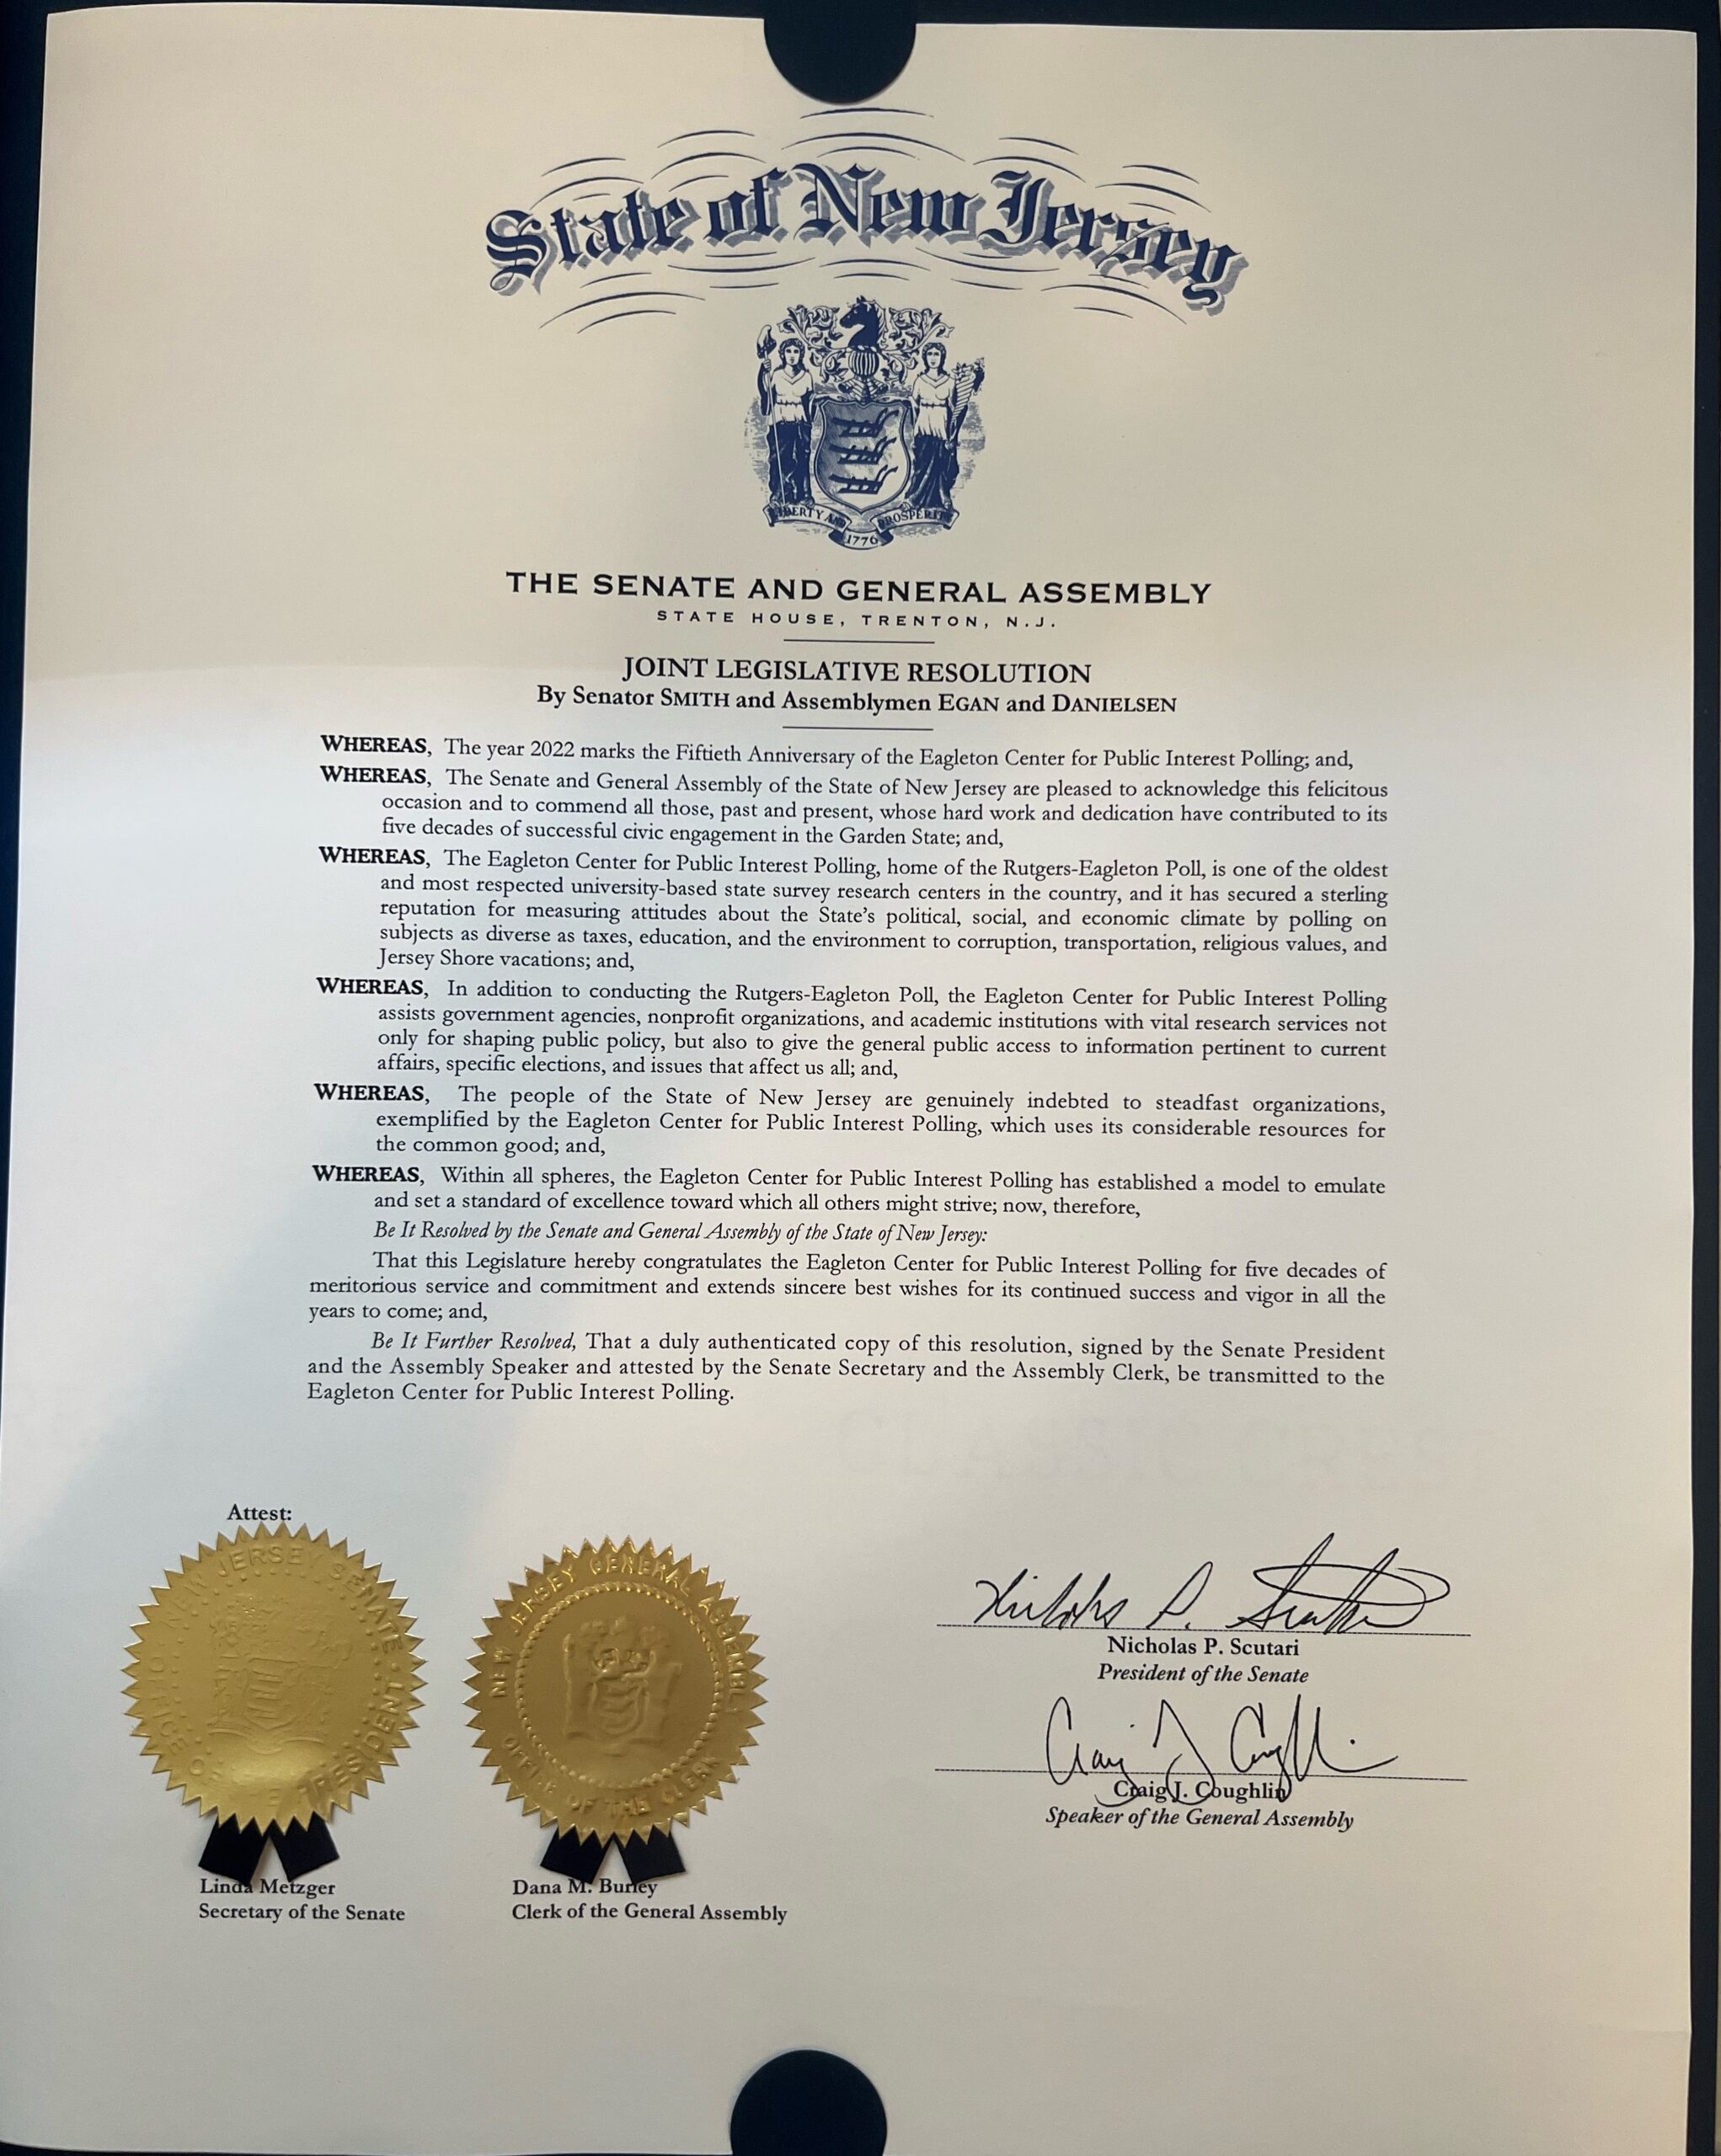 State of New Jersey
LIBERTY AND PROSPERITY
1776
THE SENATE AND GENERAL ASSEMBLY
STATE HOUSE, TRENTON, N.J.
JOINT LEGISLATIVE RESOLUTION
By Senator SMITH and Assemblymen EGAN and DANIELSEN
WHEREAS, The year 2022 marks the Fiftieth Anniversary of the Eagleton Center for Public Interest Polling; and,
WHEREAS, The Senate and General Assembly of the State of New Jersey are pleased to acknowledge this felicitous
occasion and to commend all those, past and present, whose hard work and dedication have contributed to its
five decades of successful civic engagement in the Garden State; and,
WHEREAS, The Eagleton Center for Public Interest Polling, home of the Rutgers-Eagleton Poll, is one of the oldest
and most respected university-based state survey research centers in the country, and it has secured a sterling
reputation for measuring attitudes about the State's political, social, and economic climate by polling on
subjects as diverse as taxes, education, and the environment to corruption, transportation, religious values, and
Jersey Shore vacations; and,
WHEREAS, In addition to conducting the Rutgers-Eagleton Poll, the Eagleton Center for Public Interest Polling
assists government agencies, nonprofit organizations, and academic institutions with vital research services not
only for shaping public policy, but also to give the general public access to information pertinent to current
affairs, specific elections, and issues that affect us all; and,
WHEREAS, The people of the State of New Jersey are genuinely indebted to steadfast organizations,
exemplified by the Eagleton Center for Public Interest Polling, which uses its considerable resources for
the common good; and,
WHEREAS, Within all spheres, the Eagleton Center for Public Interest Polling has established a model to emulate
and set a standard of excellence toward which all others might strive; now, therefore,
Be It Resolved by the Senate and General Assembly of the State of New Jersey:
That this Legislature hereby congratulates the Eagleton Center for Public Interest Polling for five decades of
meritorious service and commitment and extends sincere best wishes for its continued success and vigor in all the
years to come; and,
Be It Further Resolved, That a duly authenticated copy of this resolution, signed by the Senate President
and the Assembly Speaker and attested by the Senate Secretary and the Assembly Clerk, be transmitted to the
Eagleton Center for Public Interest Polling.
Attest:
NEW JERSEY SENATE
OFFICE OF THE PRESIDENT
NEW JERSEY GENERAL ASSEMBLY
OFFICE OF THE CLERK
Nicholas P. Scutari
Nicholas P. Scutari
President of the Senate
Craig J. Coughlin
Craig J. Coughlin
Speaker of the General Assembly
Linda Metzger
Secretary of the Senate
Dana M. Burley
Clerk of the General Assembly